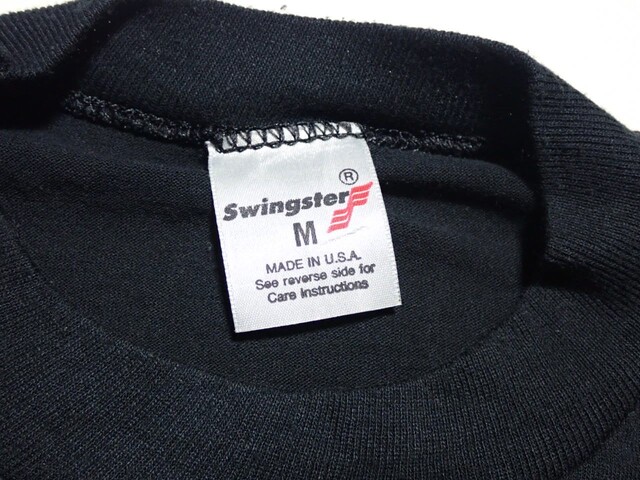 Swingster®
M
MADE IN U.S.A.
See reverse side for
Care Instructions